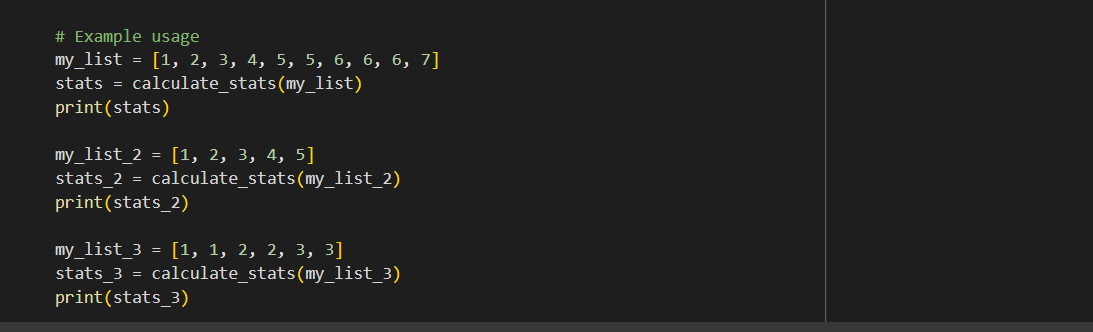 # Example usage
my_list = [1, 2, 3, 4, 5, 5, 6, 6, 6, 7]
stats = calculate_stats(my_list)
print(stats)
my_list_2 = [1, 2, 3, 4, 5]
stats_2 = calculate_stats(my_list_2)
print(stats_2)
my_list_3 = [1, 1, 2, 2, 3, 3]
stats_3 = calculate_stats(my_list_3)
print(stats_3)